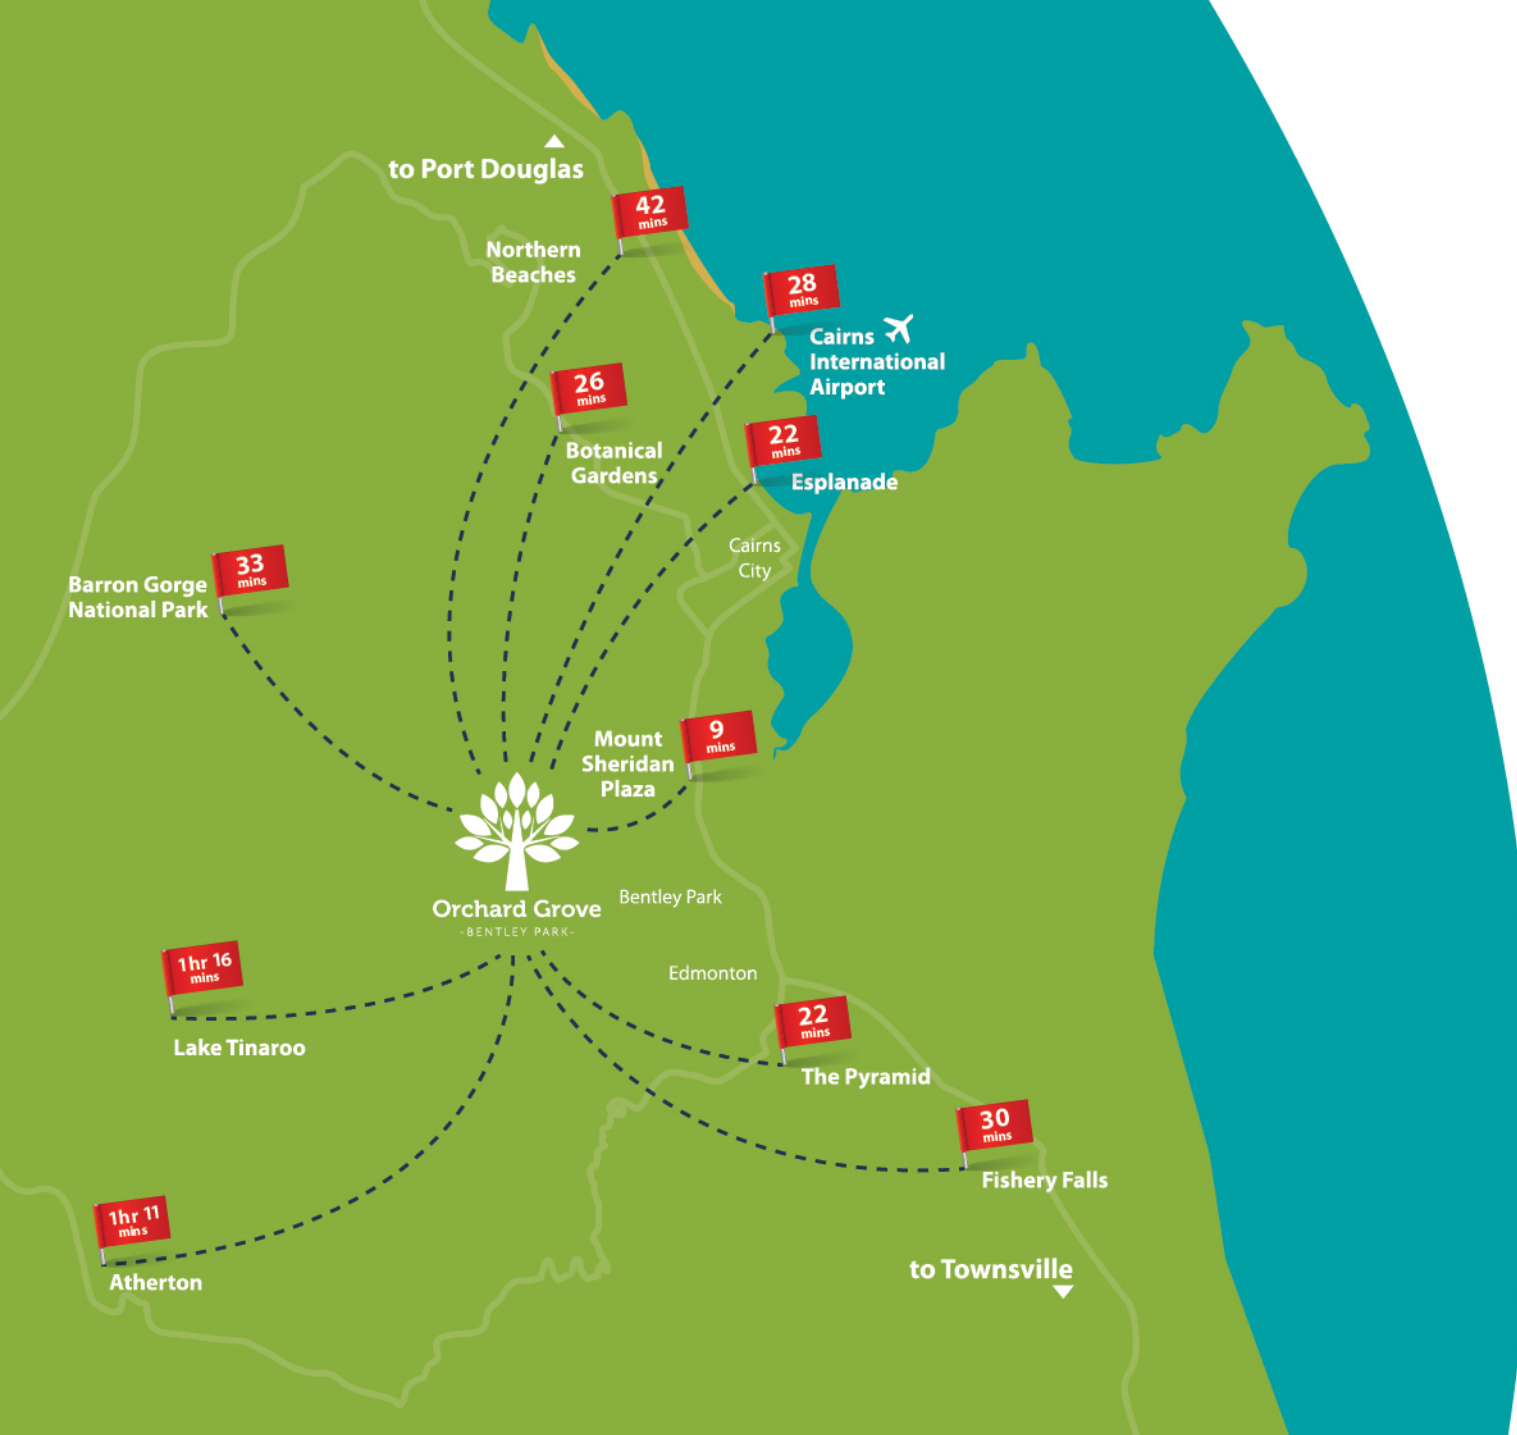 to Port Douglas
42
mins
Northern
Beaches
28
mins
Cairns
International
Airport
26
mins
Botanical
Gardens
22
mins
Esplanade
Cairns
City
33
mins
Barron Gorge
National Park
9
mins
Mount
Sheridan
Plaza
Orchard Grove
-BENTLEY PARK-
Bentley Park
1hr 16
mins
Lake Tinaroo
Edmonton
22
mins
The Pyramid
30
mins
Fishery Falls
1hr 11
mins
Atherton
to Townsville